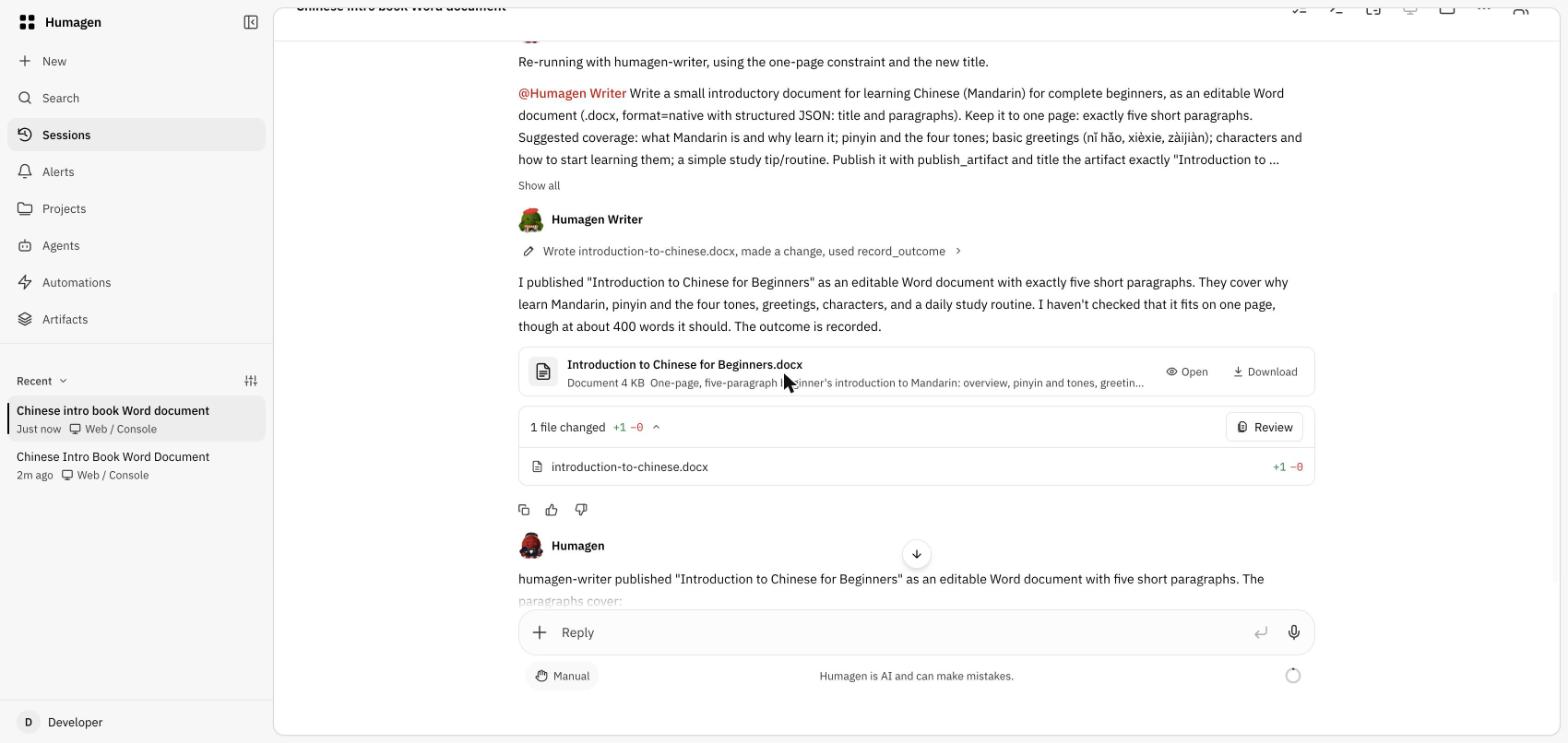 Humagen
New
Search
Sessions
Alerts
Projects
Agents
Automations
Artifacts
Recent
Chinese intro book Word document
Just now Web / Console
Chinese Intro Book Word Document
2m ago Web / Console
D Developer
Chinese intro book Word document
Re-running with humagen-writer, using the one-page constraint and the new title.
@Humagen Writer Write a small introductory document for learning Chinese (Mandarin) for complete beginners, as an editable Word
document (.docx, format=native with structured JSON: title and paragraphs). Keep it to one page: exactly five short paragraphs.
Suggested coverage: what Mandarin is and why learn it; pinyin and the four tones; basic greetings (nǐ hǎo, xièxie, zàijiàn); characters and
how to start learning them; a simple study tip/routine. Publish it with publish_artifact and title the artifact exactly "Introduction to ...
Show all
Humagen Writer
Wrote introduction-to-chinese.docx, made a change, used record_outcome
I published "Introduction to Chinese for Beginners" as an editable Word document with exactly five short paragraphs. They cover why
learn Mandarin, pinyin and the four tones, greetings, characters, and a daily study routine. I haven't checked that it fits on one page,
though at about 400 words it should. The outcome is recorded.
Introduction to Chinese for Beginners.docx
Document 4 KB One-page, five-paragraph beginner's introduction to Mandarin: overview, pinyin and tones, greetin...
Open Download
1 file changed +1 −0
Review
introduction-to-chinese.docx +1 −0
Humagen
humagen-writer published "Introduction to Chinese for Beginners" as an editable Word document with five short paragraphs. The
paragraphs cover:
Reply
Manual
Humagen is AI and can make mistakes.